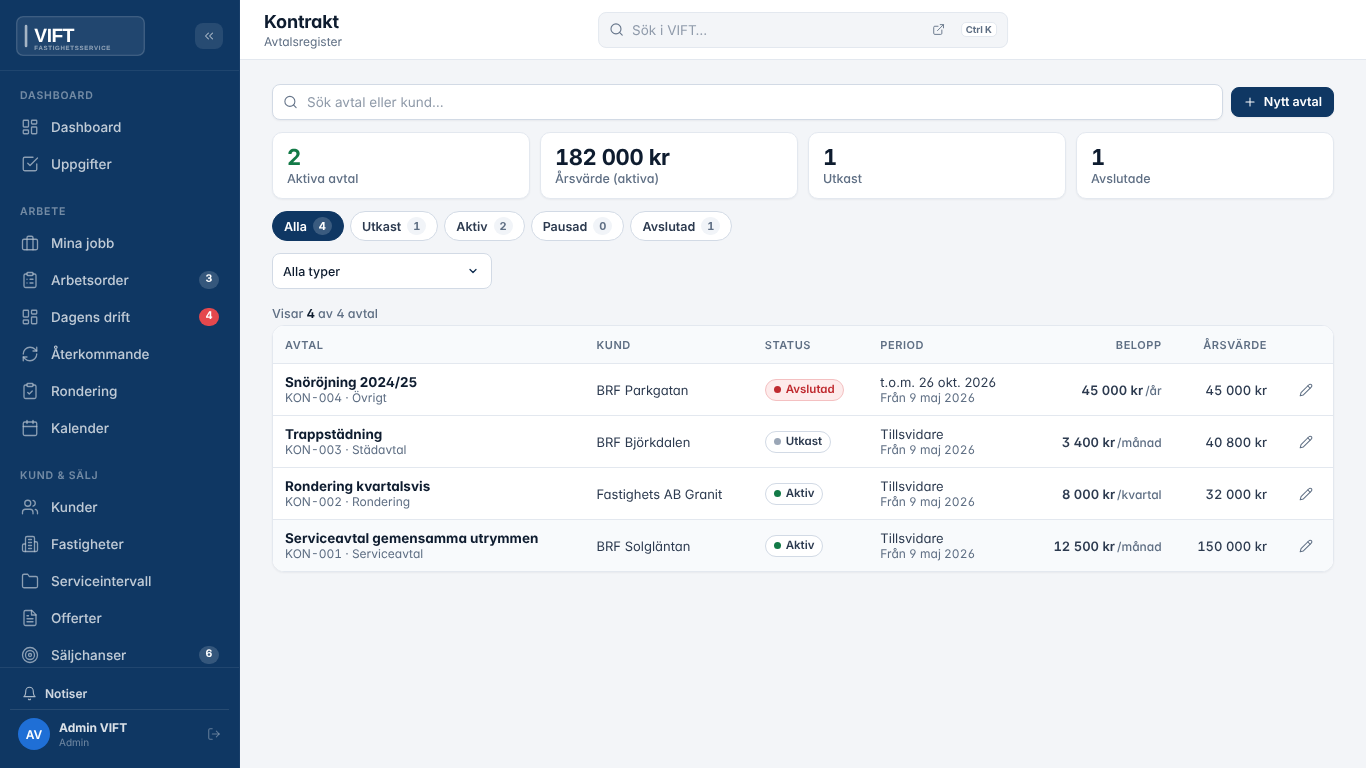 VIFT
FASTIGHETSSERVICE
DASHBOARD
Dashboard
Uppgifter
ARBETE
Mina jobb
Arbetsorder 3
Dagens drift 4
Återkommande
Rondering
Kalender
KUND & SÄLJ
Kunder
Fastigheter
Serviceintervall
Offerter
Säljchanser 6
Notiser
AV Admin VIFT
Admin
Kontrakt
Avtalsregister
Sök i VIFT... Ctrl K
Sök avtal eller kund...
Nytt avtal
2
Aktiva avtal
182 000 kr
Årsvärde (aktiva)
1
Utkast
1
Avslutade
Alla 4 Utkast 1 Aktiv 2 Pausad 0 Avslutad 1
Alla typer
Visar 4 av 4 avtal
AVTAL KUND STATUS PERIOD BELOPP ÅRSVÄRDE
Snöröjning 2024/25 BRF Parkgatan Avslutad t.o.m. 26 okt. 2026 45 000 kr/år 45 000 kr
KON-004 · Övrigt Från 9 maj 2026
Trappstädning BRF Björkdalen Utkast Tillsvidare 3 400 kr/månad 40 800 kr
KON-003 · Städavtal Från 9 maj 2026
Rondering kvartalsvis Fastighets AB Granit Aktiv Tillsvidare 8 000 kr/kvartal 32 000 kr
KON-002 · Rondering Från 9 maj 2026
Serviceavtal gemensamma utrymmen BRF Solgläntan Aktiv Tillsvidare 12 500 kr/månad 150 000 kr
KON-001 · Serviceavtal Från 9 maj 2026